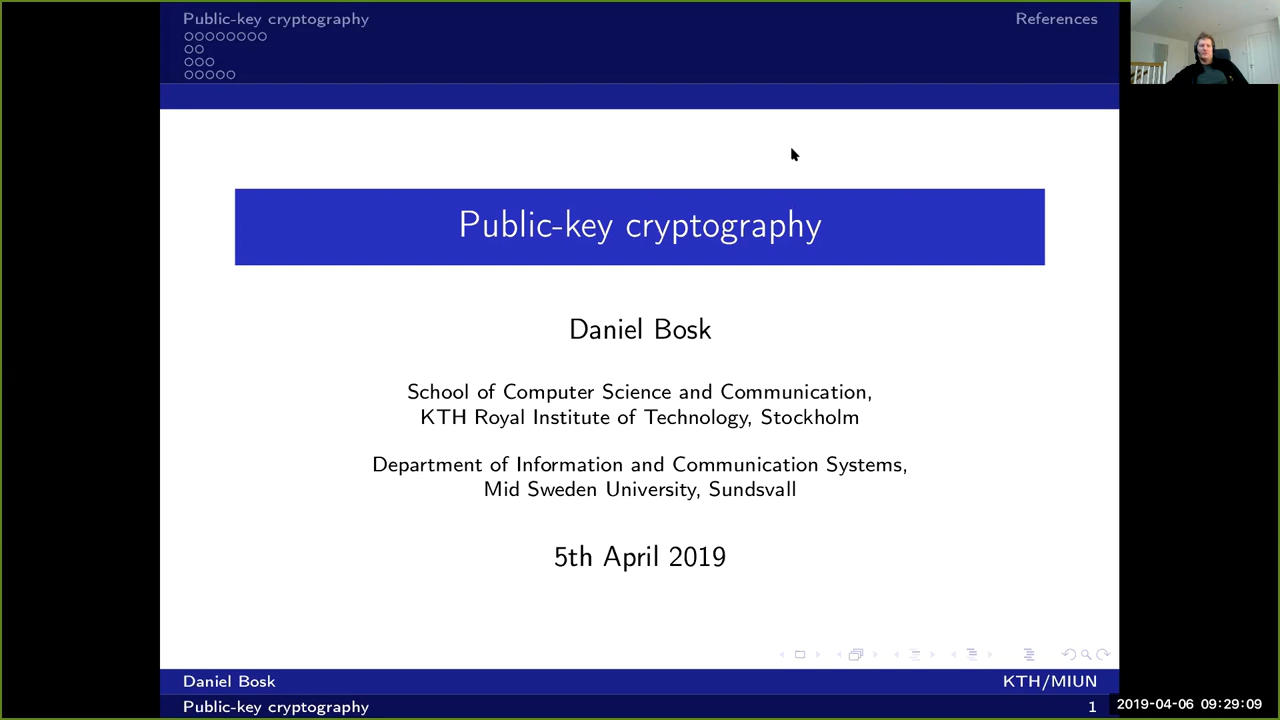 Public-key cryptography
References
Public-key cryptography
Daniel Bosk
School of Computer Science and Communication,
KTH Royal Institute of Technology, Stockholm
Department of Information and Communication Systems,
Mid Sweden University, Sundsvall
5th April 2019
Daniel Bosk
KTH/MIUN
Public-key cryptography
1
2019-04-06 09:29:09